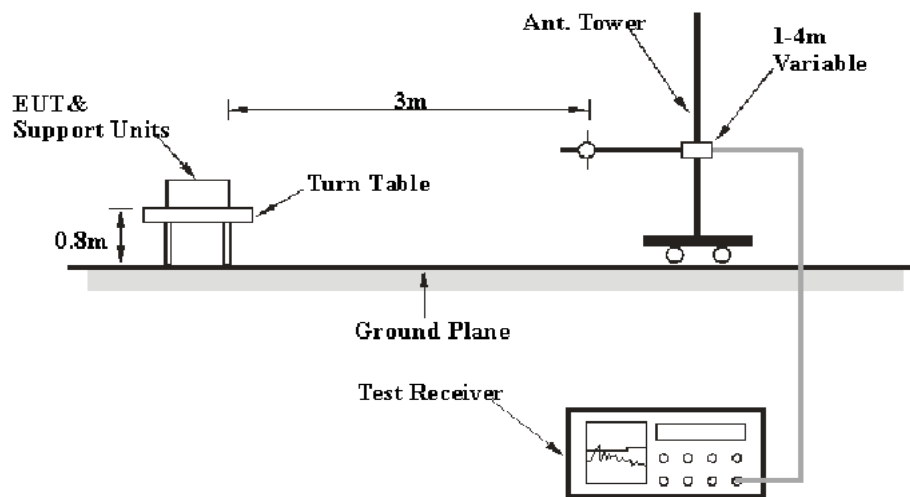 Ant. Tower
1-4m
Variable
3m
EUT&
Support Units
Turn Table
0.8m
Ground Plane
Test Receiver